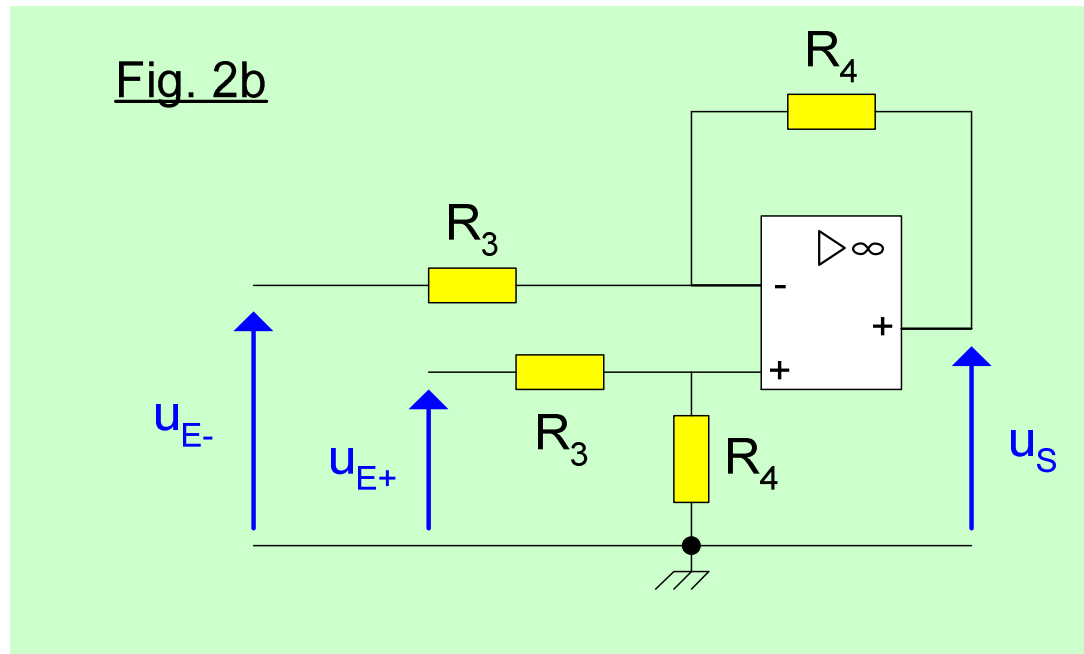 Fig. 2b
R4
R3
▷ ∞
-
+
+
R3
R4
uE-
uE+
uS